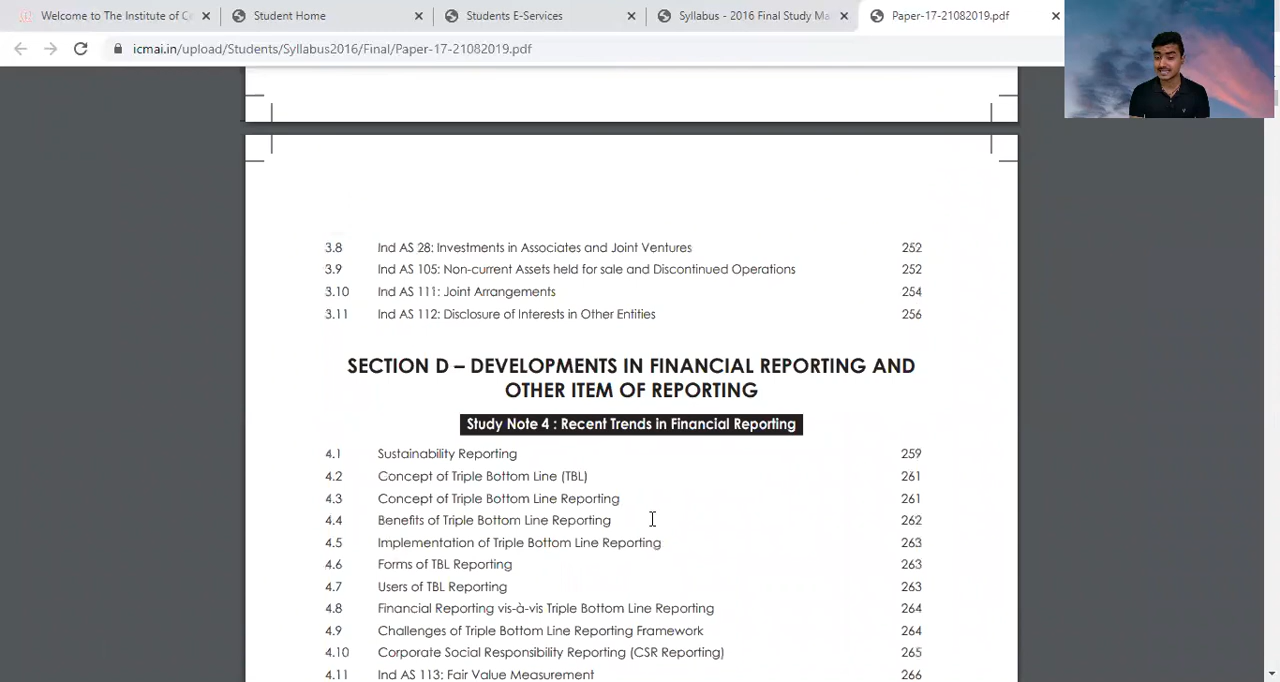 Welcome to The Institute of C
Student Home
Students E-Services
Syllabus - 2016 Final Study Ma
Paper-17-21082019.pdf
icmai.in/upload/Students/Syllabus2016/Final/Paper-17-21082019.pdf
3.8 Ind AS 28: Investments in Associates and Joint Ventures 252
3.9 Ind AS 105: Non-current Assets held for sale and Discontinued Operations 252
3.10 Ind AS 111: Joint Arrangements 254
3.11 Ind AS 112: Disclosure of Interests in Other Entities 256
SECTION D – DEVELOPMENTS IN FINANCIAL REPORTING AND
OTHER ITEM OF REPORTING
Study Note 4 : Recent Trends in Financial Reporting
4.1 Sustainability Reporting 259
4.2 Concept of Triple Bottom Line (TBL) 261
4.3 Concept of Triple Bottom Line Reporting 261
4.4 Benefits of Triple Bottom Line Reporting 262
4.5 Implementation of Triple Bottom Line Reporting 263
4.6 Forms of TBL Reporting 263
4.7 Users of TBL Reporting 263
4.8 Financial Reporting vis-à-vis Triple Bottom Line Reporting 264
4.9 Challenges of Triple Bottom Line Reporting Framework 264
4.10 Corporate Social Responsibility Reporting (CSR Reporting) 265
4.11 Ind AS 113: Fair Value Measurement 266